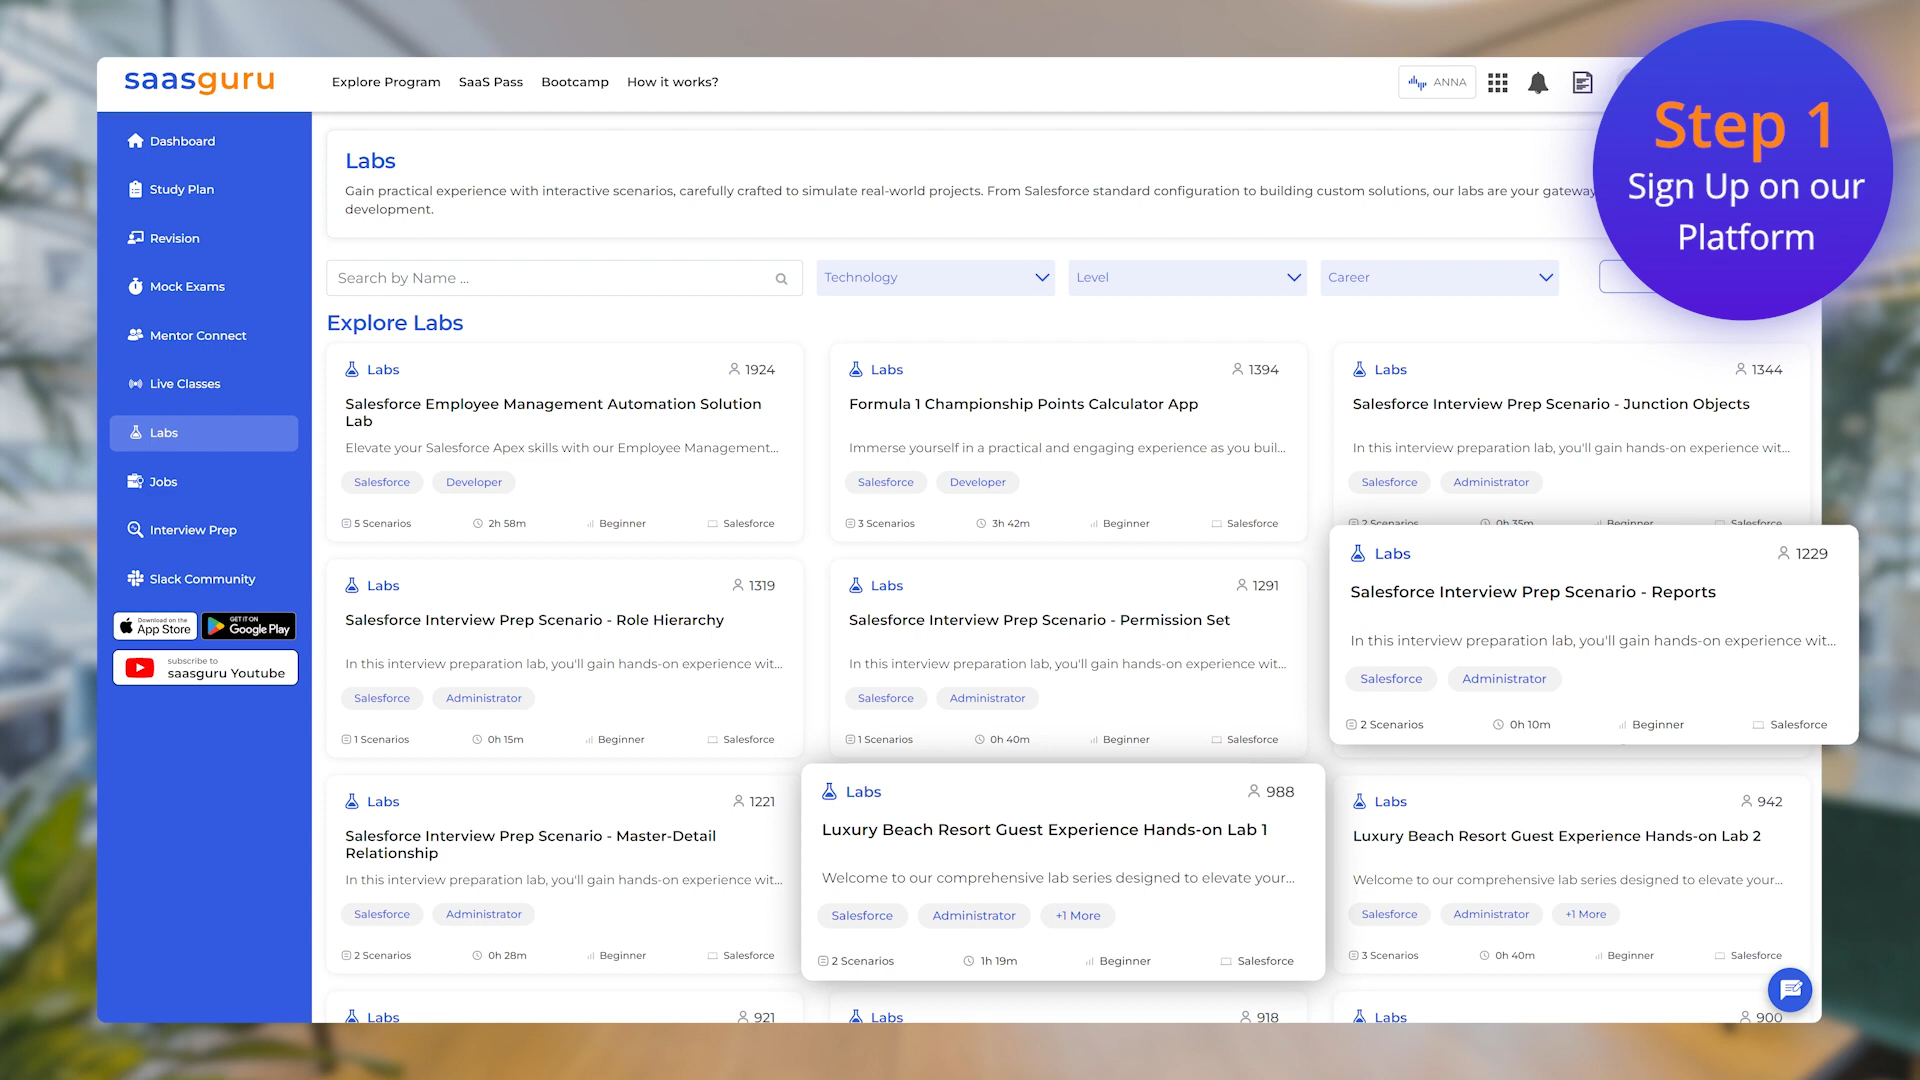 saasguru
Explore Program
SaaS Pass
Bootcamp
How it works?
ANNA
Step 1
Sign Up on our
Platform
Dashboard
Study Plan
Revision
Mock Exams
Mentor Connect
Live Classes
Labs
Jobs
Interview Prep
Slack Community
Download on the
App Store
GET IT ON
Google Play
subscribe to
saasguru Youtube
Labs
Gain practical experience with interactive scenarios, carefully crafted to simulate real-world projects. From Salesforce standard configuration to building custom solutions, our labs are your gateway
development.
Search by Name ...
Technology
Level
Career
Explore Labs
Labs
1924
Salesforce Employee Management Automation Solution
Lab
Elevate your Salesforce Apex skills with our Employee Management...
Salesforce
Developer
5 Scenarios
2h 58m
Beginner
Salesforce
Labs
1394
Formula 1 Championship Points Calculator App
Immerse yourself in a practical and engaging experience as you buil...
Salesforce
Developer
3 Scenarios
3h 42m
Beginner
Salesforce
Labs
1344
Salesforce Interview Prep Scenario - Junction Objects
In this interview preparation lab, you'll gain hands-on experience wit...
Salesforce
Administrator
2 Scenarios
0h 35m
Beginner
Salesforce
Labs
1319
Salesforce Interview Prep Scenario - Role Hierarchy
In this interview preparation lab, you'll gain hands-on experience wit...
Salesforce
Administrator
1 Scenarios
0h 15m
Beginner
Salesforce
Labs
1291
Salesforce Interview Prep Scenario - Permission Set
In this interview preparation lab, you'll gain hands-on experience wit...
Salesforce
Administrator
1 Scenarios
0h 40m
Beginner
Salesforce
Labs
1229
Salesforce Interview Prep Scenario - Reports
In this interview preparation lab, you'll gain hands-on experience wit...
Salesforce
Administrator
2 Scenarios
0h 10m
Beginner
Salesforce
Labs
1221
Salesforce Interview Prep Scenario - Master-Detail
Relationship
In this interview preparation lab, you'll gain hands-on experience wit...
Salesforce
Administrator
2 Scenarios
0h 28m
Beginner
Salesforce
Labs
988
Luxury Beach Resort Guest Experience Hands-on Lab 1
Welcome to our comprehensive lab series designed to elevate your...
Salesforce
Administrator
+1 More
2 Scenarios
1h 19m
Beginner
Salesforce
Labs
942
Luxury Beach Resort Guest Experience Hands-on Lab 2
Welcome to our comprehensive lab series designed to elevate your...
Salesforce
Administrator
+1 More
3 Scenarios
0h 40m
Beginner
Salesforce
Labs
921
Labs
918
Labs
900